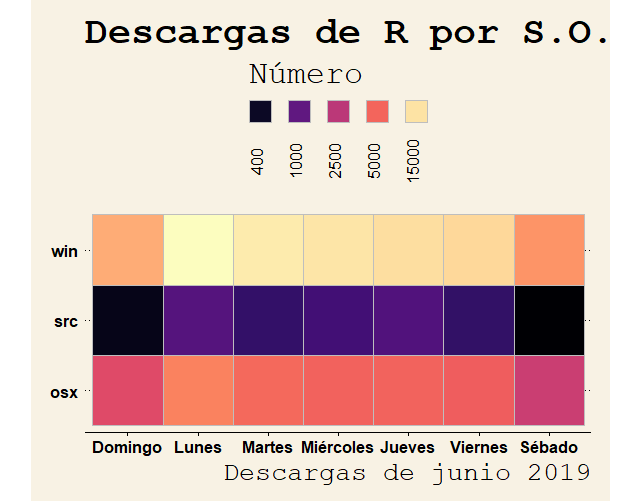 Descargas de R por S.O.
Número
400 1000 2500 5000 15000
win
src
osx
Domingo Lunes Martes Miércoles Jueves Viernes Sébado
Descargas de junio 2019